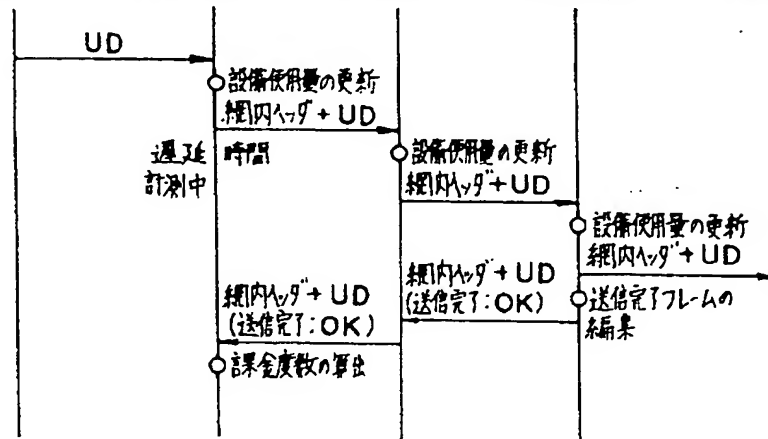 UD
設備使用量の更新
網内ヘッダ + UD
遅延時間
計測中
設備使用量の更新
網内ヘッダ + UD
設備使用量の更新
網内ヘッダ + UD
網内ヘッダ + UD
(送信完了:OK)
送信完了フレームの
編集
網内ヘッダ + UD
(送信完了:OK)
課金度数の算出